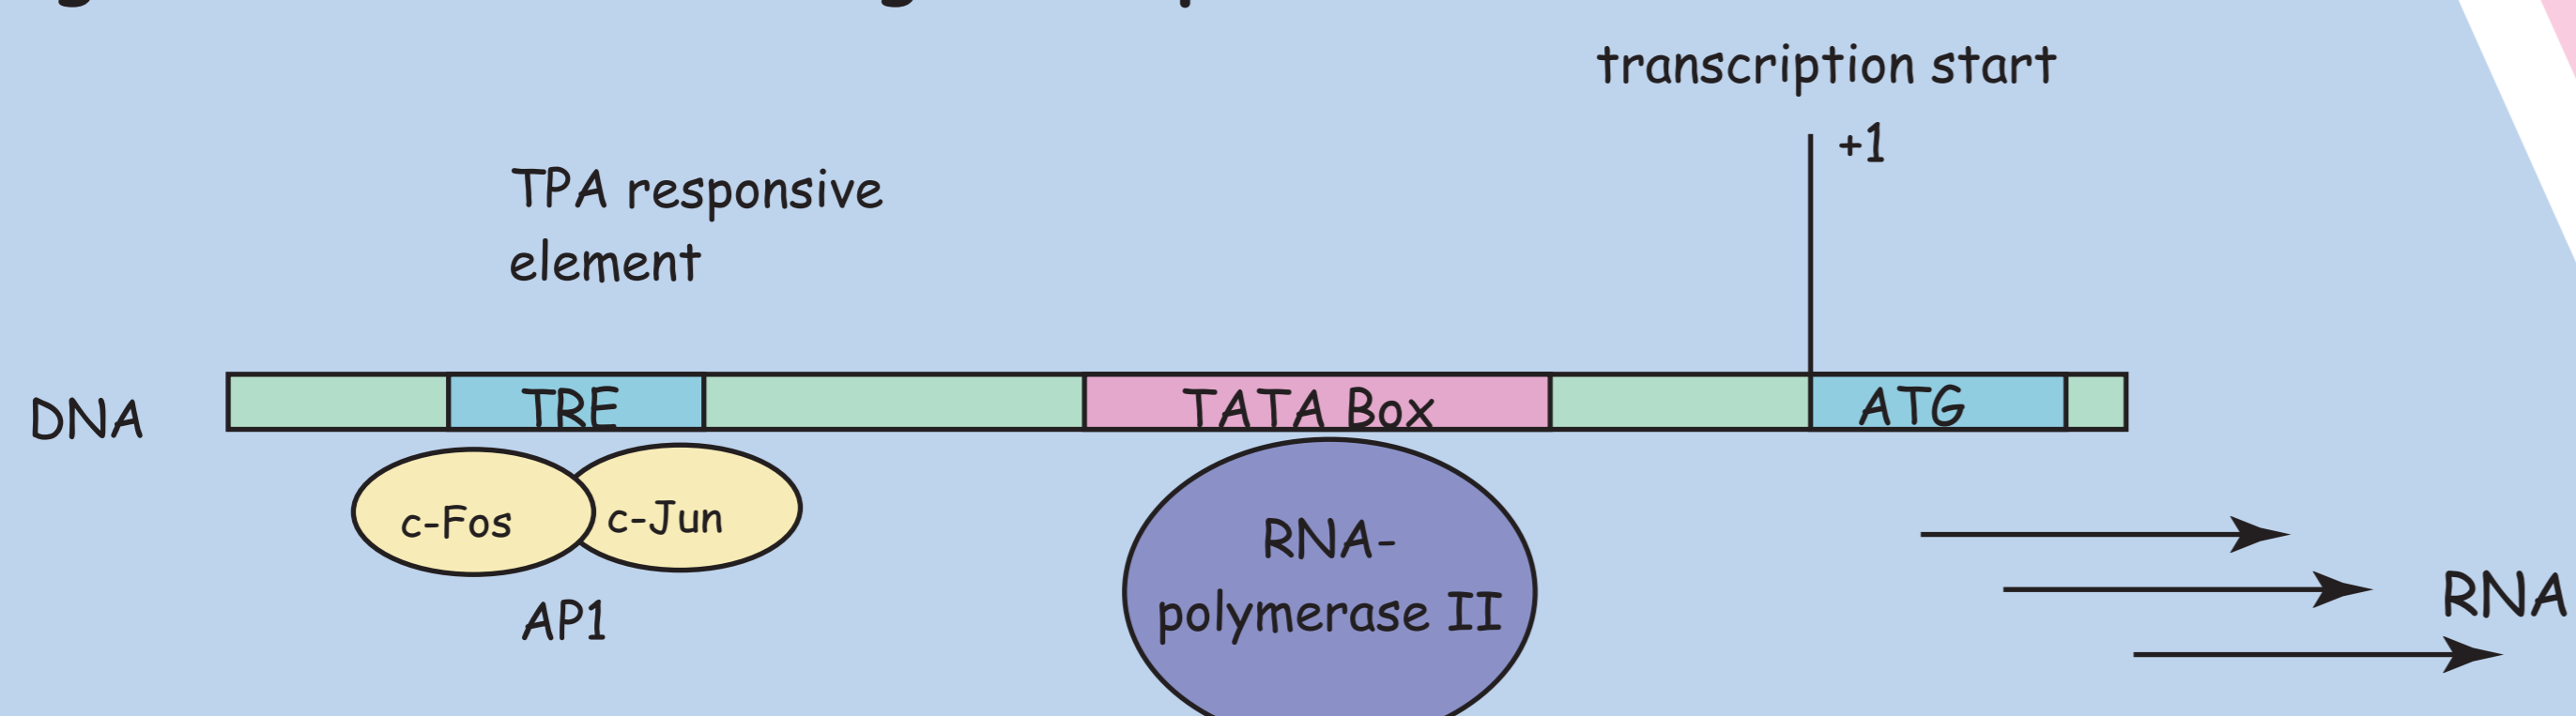 transcription start
+1
TPA responsive
element
DNA
TRE
TATA Box
ATG
c-Fos
c-Jun
AP1
RNA-
polymerase II
RNA